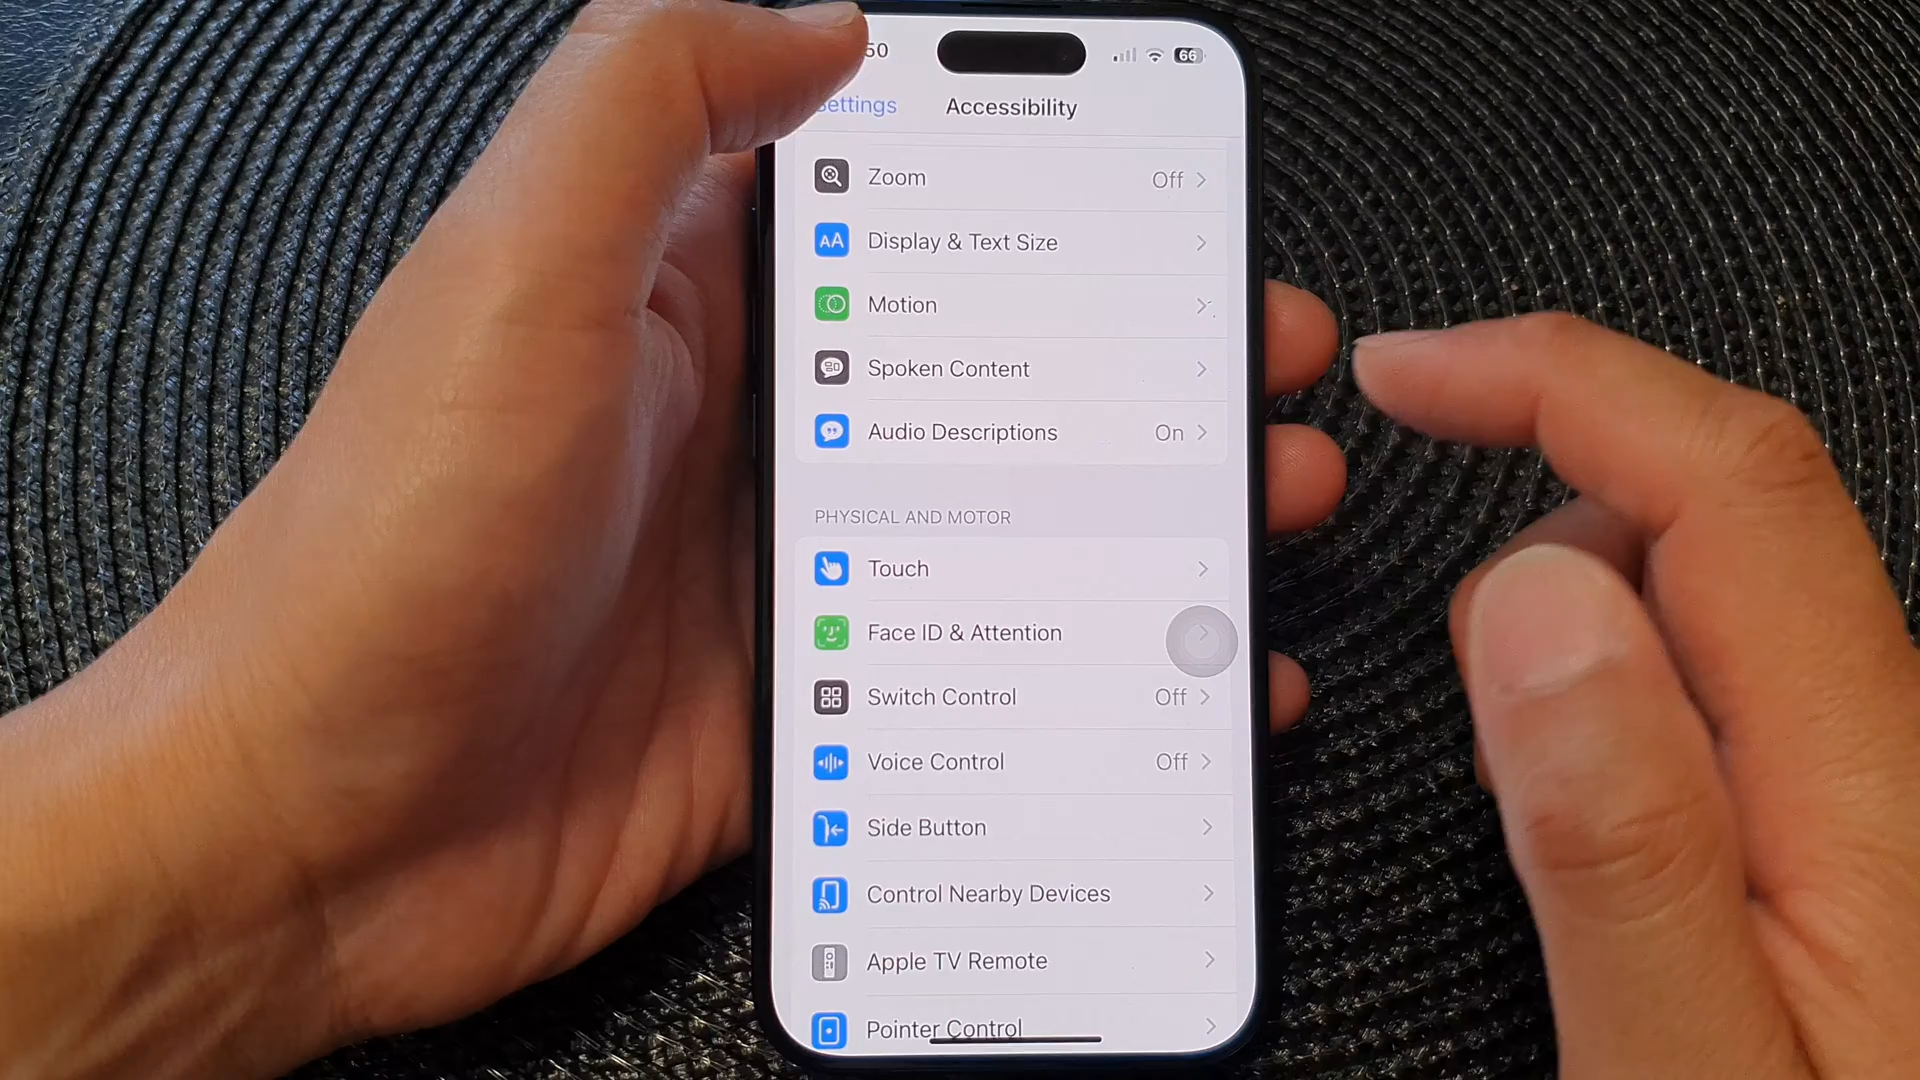 50
66
Settings
Accessibility
Zoom Off
AA Display & Text Size
Motion
Spoken Content
Audio Descriptions On
PHYSICAL AND MOTOR
Touch
Face ID & Attention
Switch Control Off
Voice Control Off
Side Button
Control Nearby Devices
Apple TV Remote
Pointer Control